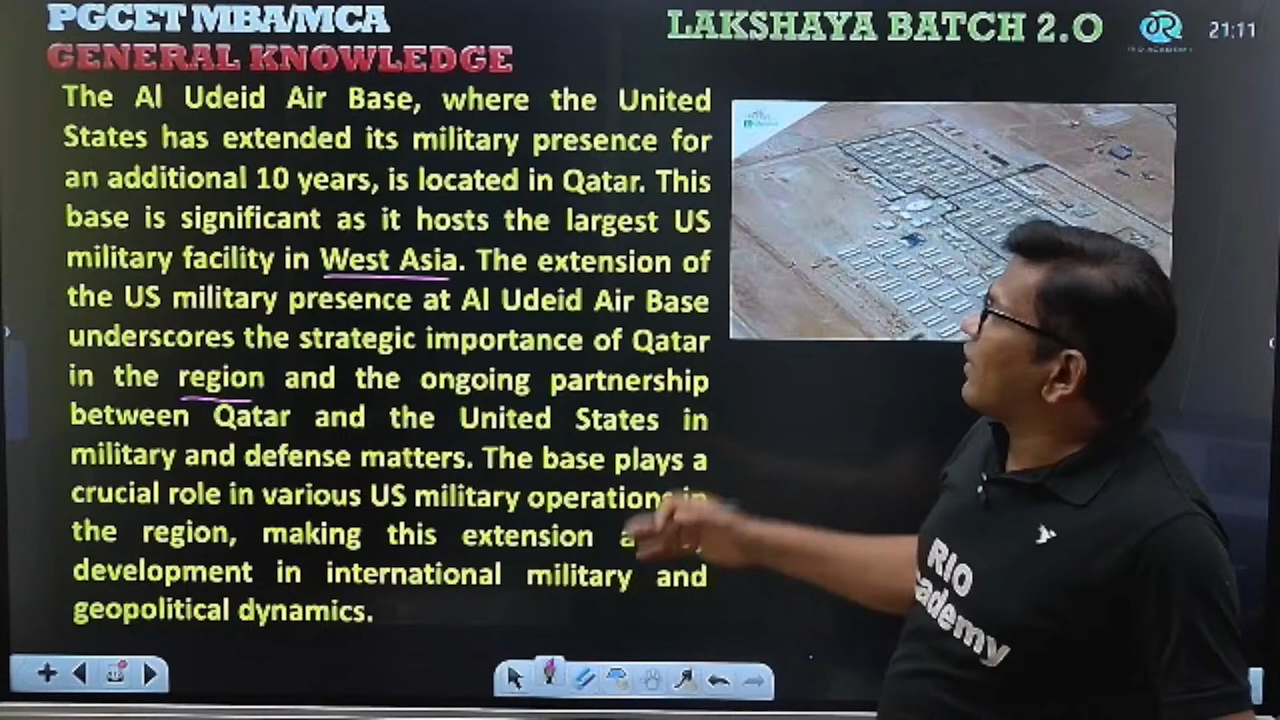 PGCET MBA/MCA
LAKSHAYA BATCH 2.O
21:11
GENERAL KNOWLEDGE
The Al Udeid Air Base, where the United
States has extended its military presence for
an additional 10 years, is located in Qatar. This
base is significant as it hosts the largest US
military facility in West Asia. The extension of
the US military presence at Al Udeid Air Base
underscores the strategic importance of Qatar
in the region and the ongoing partnership
between Qatar and the United States in
military and defense matters. The base plays a
crucial role in various US military operations in
the region, making this extension a
development in international military and
geopolitical dynamics.
RIO
academy